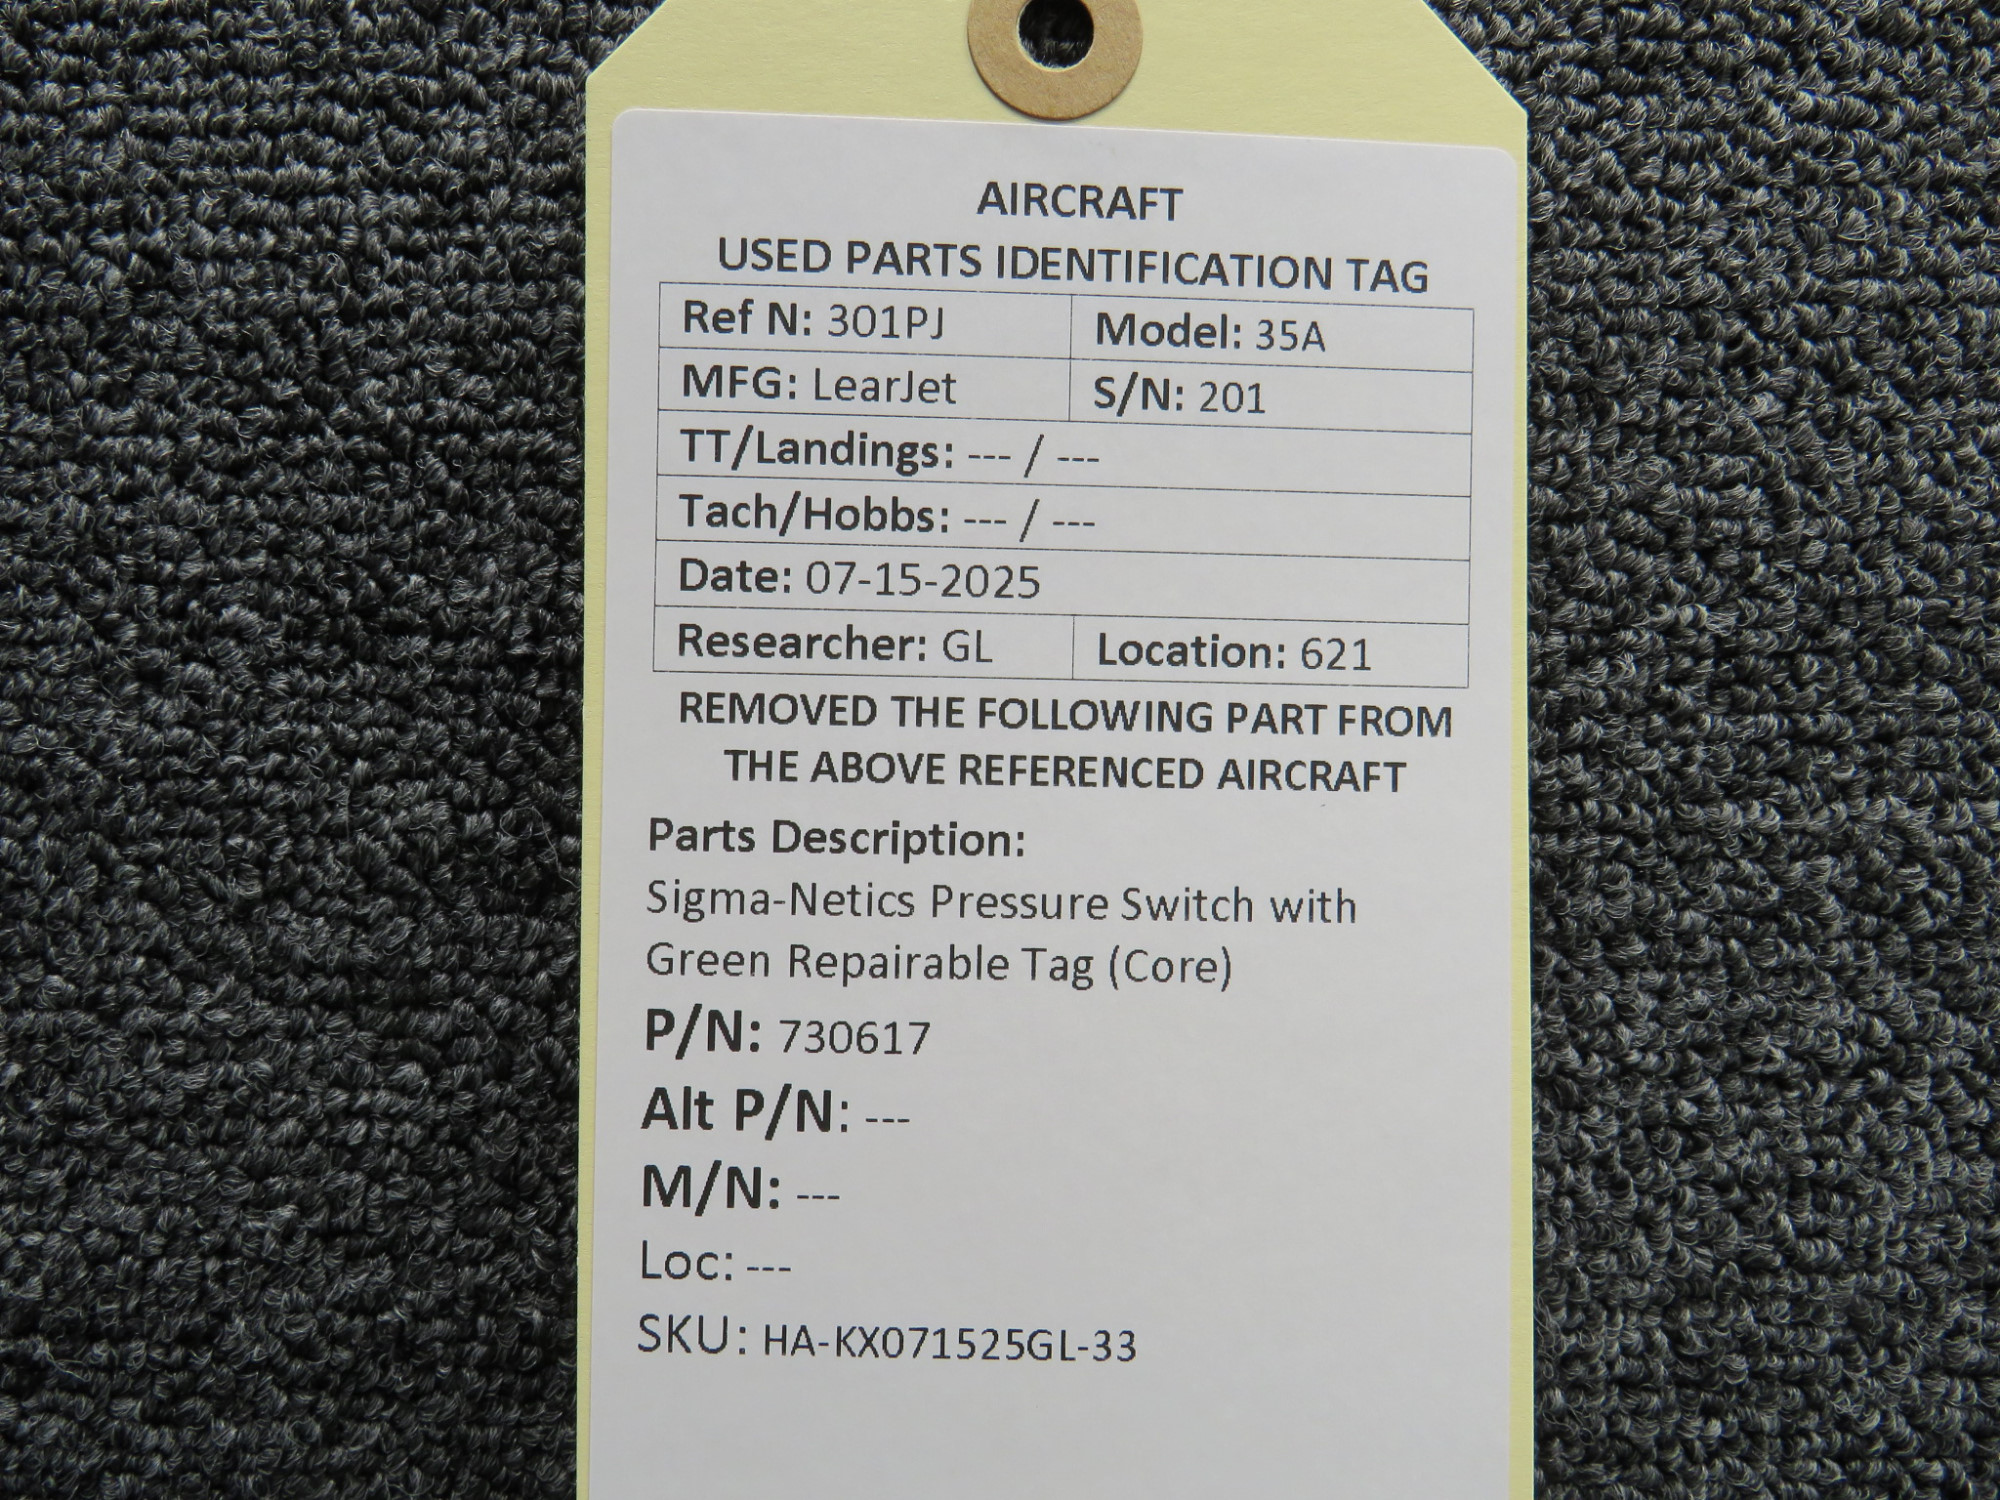 AIRCRAFT
USED PARTS IDENTIFICATION TAG
Ref N: 301PJ Model: 35A
MFG: LearJet S/N: 201
TT/Landings: --- / ---
Tach/Hobbs: --- / ---
Date: 07-15-2025
Researcher: GL Location: 621
REMOVED THE FOLLOWING PART FROM
THE ABOVE REFERENCED AIRCRAFT
Parts Description:
Sigma-Netics Pressure Switch with
Green Repairable Tag (Core)
P/N: 730617
Alt P/N: ---
M/N: ---
Loc: ---
SKU: HA-KX071525GL-33